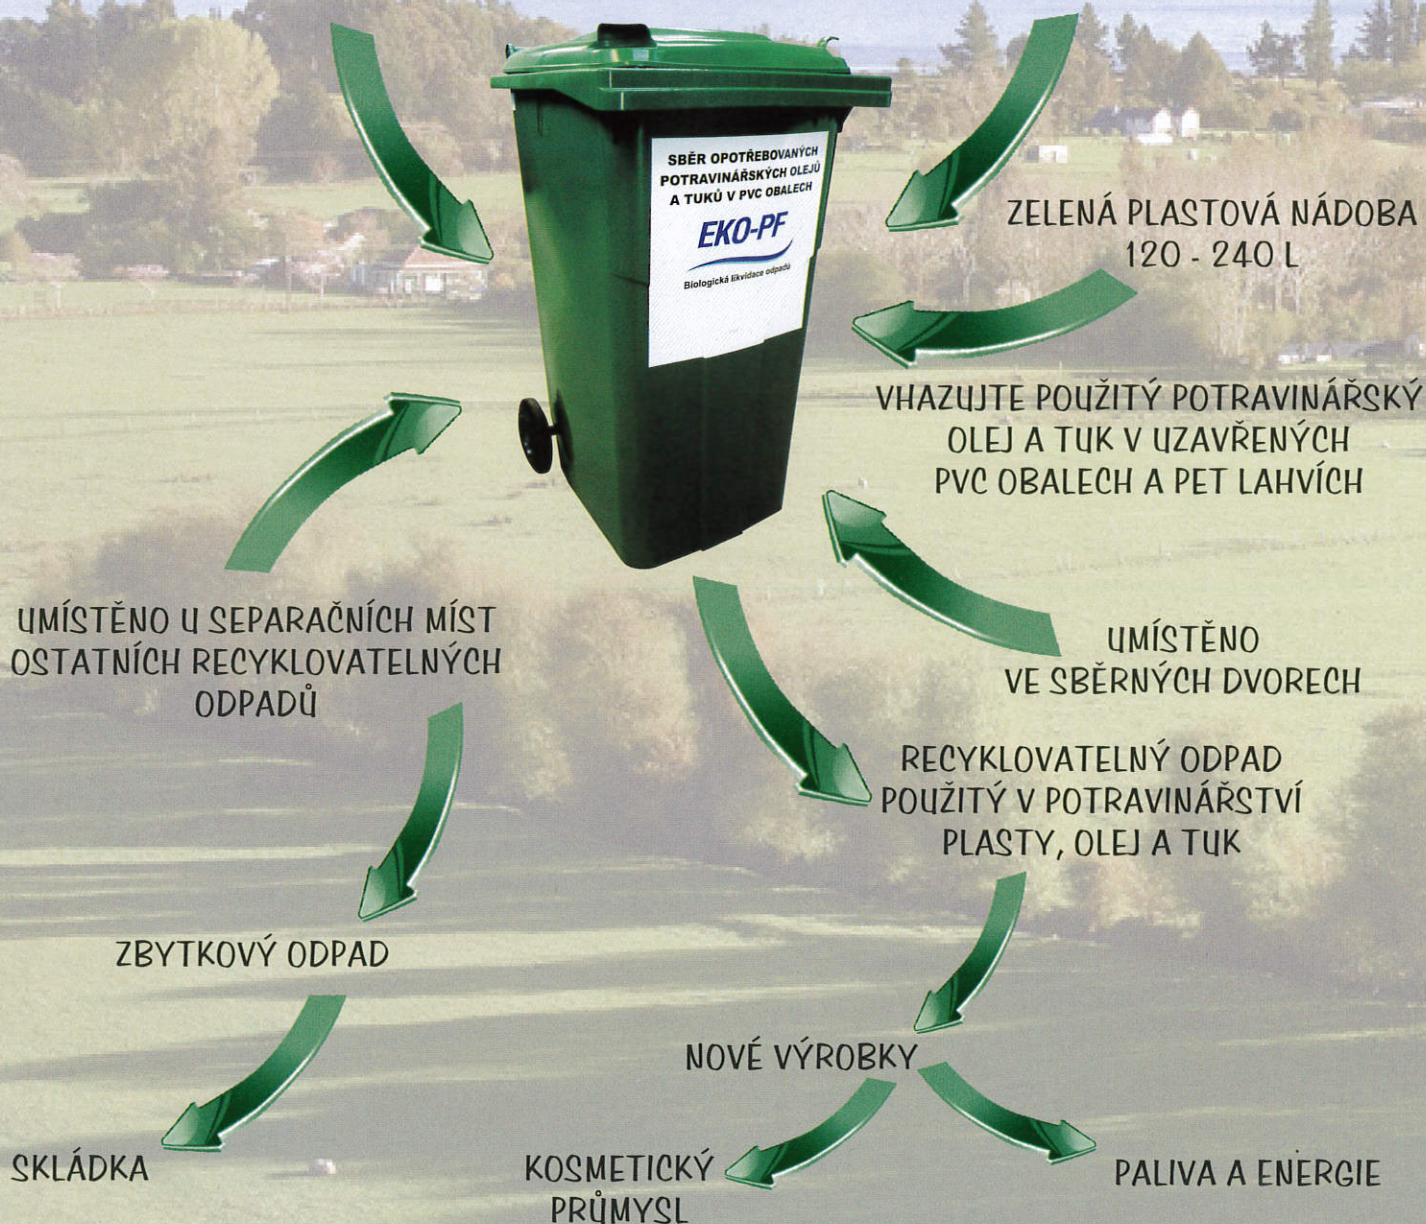 SBĚR OPOTŘEBOVANÝCH
POTRAVINÁŘSKÝCH OLEJŮ
A TUKŮ V PVC OBALECH
EKO-PF
Biologická likvidace odpadů
ZELENÁ PLASTOVÁ NÁDOBA
120 - 240 L
VHAZUJTE POUŽITÝ POTRAVINÁŘSKÝ
OLEJ A TUK V UZAVŘENÝCH
PVC OBALECH A PET LAHVÍCH
UMÍSTĚNO U SEPARAČNÍCH MÍST
OSTATNÍCH RECYKLOVATELNÝCH
ODPADŮ
UMÍSTĚNO
VE SBĚRNÝCH DVORECH
RECYKLOVATELNÝ ODPAD
POUŽITÝ V POTRAVINÁŘSTVÍ
PLASTY, OLEJ A TUK
ZBYTKOVÝ ODPAD
NOVÉ VÝROBKY
SKLÁDKA
KOSMETICKÝ
PRŮMYSL
PALIVA A ENERGIE